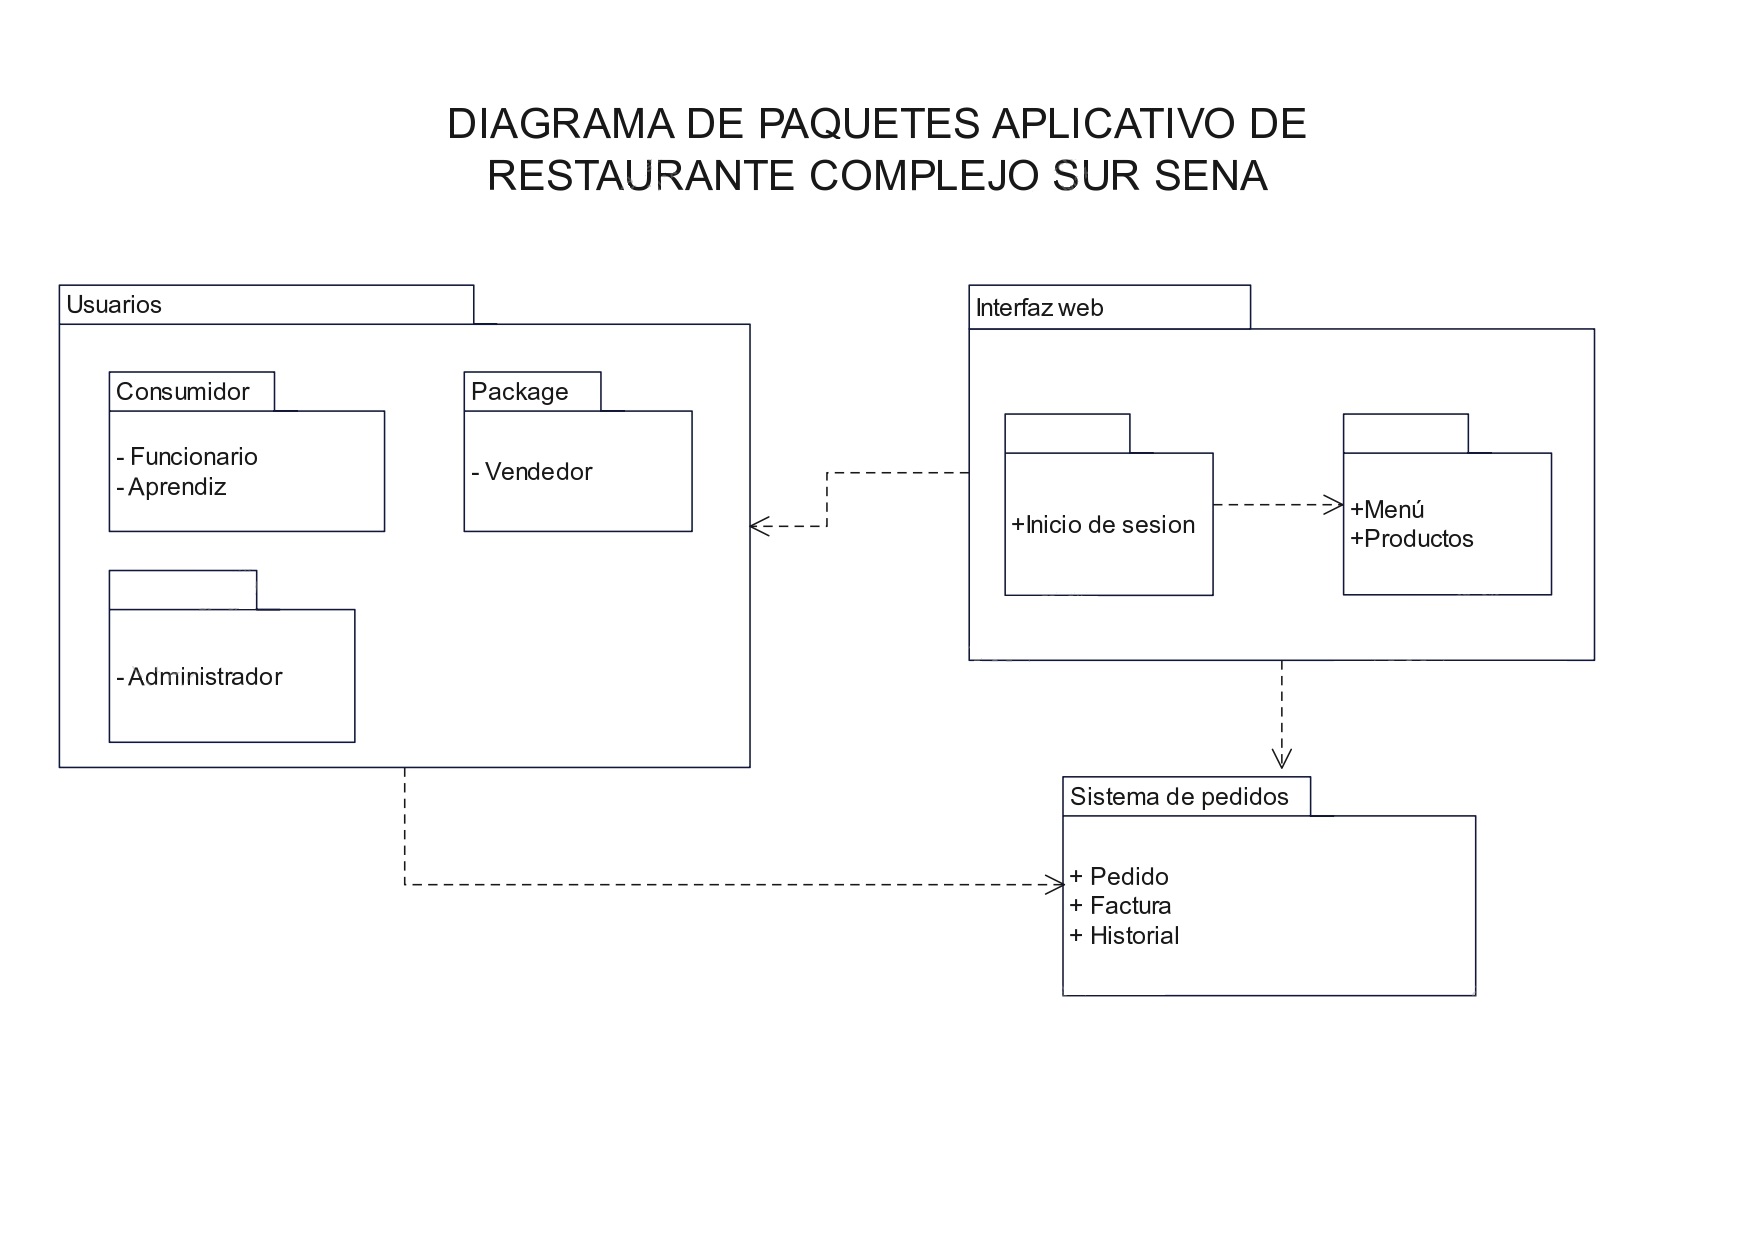 DIAGRAMA DE PAQUETES APLICATIVO DE
RESTAURANTE COMPLEJO SUR SENA
Usuarios
Consumidor
- Funcionario
- Aprendiz
Package
- Vendedor
- Administrador
Interfaz web
+Inicio de sesion
+Menú
+Productos
Sistema de pedidos
+ Pedido
+ Factura
+ Historial